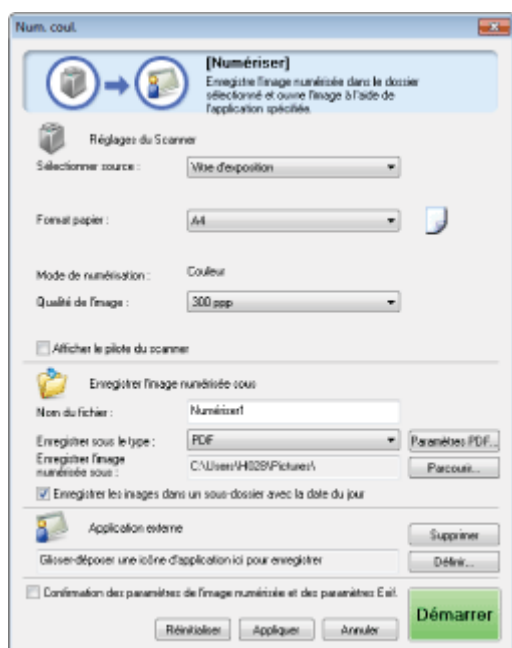 Num. coul.
[Numériser]
Enregistre l'image numérisée dans le dossier
sélectionné et ouvre l'image à l'aide de
l'application spécifiée.
Réglages du Scanner
Sélectionner source : Vitre d'exposition
Format papier : A4
Mode de numérisation : Couleur
Qualité de l'image : 300 ppp
Afficher le pilote du scanner
Enregistrer l'image numérisée sous
Nom du fichier : Numériser1
Enregistrer sous le type : PDF Paramètres PDF...
Enregistrer l'image
numérisée sous : C:\Users\H028\Pictures\ Parcourir...
Enregistrer les images dans un sous-dossier avec la date du jour
Application externe
Supprimer
Glisser-déposer une icône d'application ici pour enregistrer Définir...
Confirmation des paramètres de l'image numérisée et des paramètres Exif.
Démarrer
Réinitialiser Appliquer Annuler